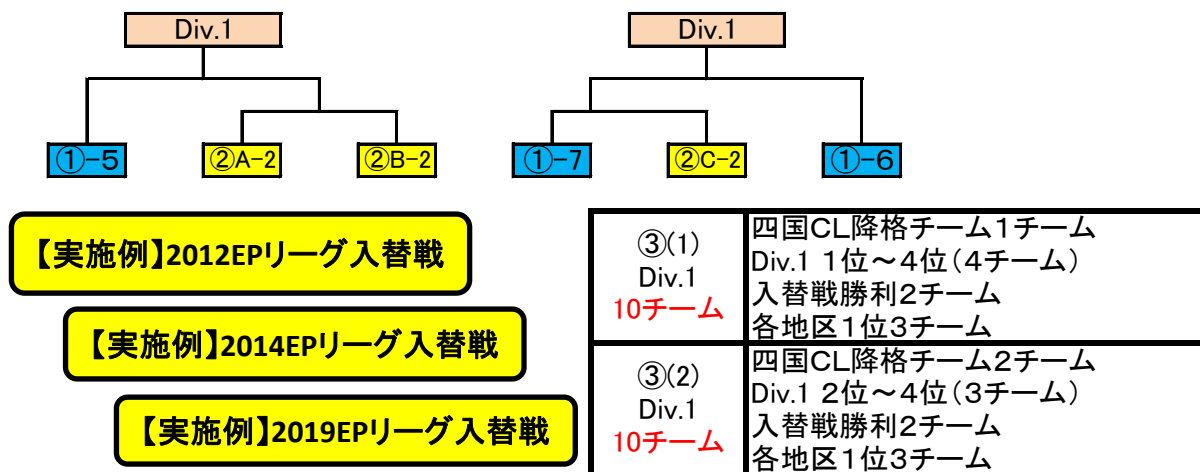 Div.1
Div.1
①-5
②A-2
②B-2
①-7
②C-2
①-6
【実施例】2012EPリーグ入替戦
【実施例】2014EPリーグ入替戦
【実施例】2019EPリーグ入替戦
③(1)
Div.1
10チーム
四国CL降格チーム1チーム
Div.1 1位～4位(4チーム)
入替戦勝利2チーム
各地区1位3チーム
③(2)
Div.1
10チーム
四国CL降格チーム2チーム
Div.1 2位～4位(3チーム)
入替戦勝利2チーム
各地区1位3チーム